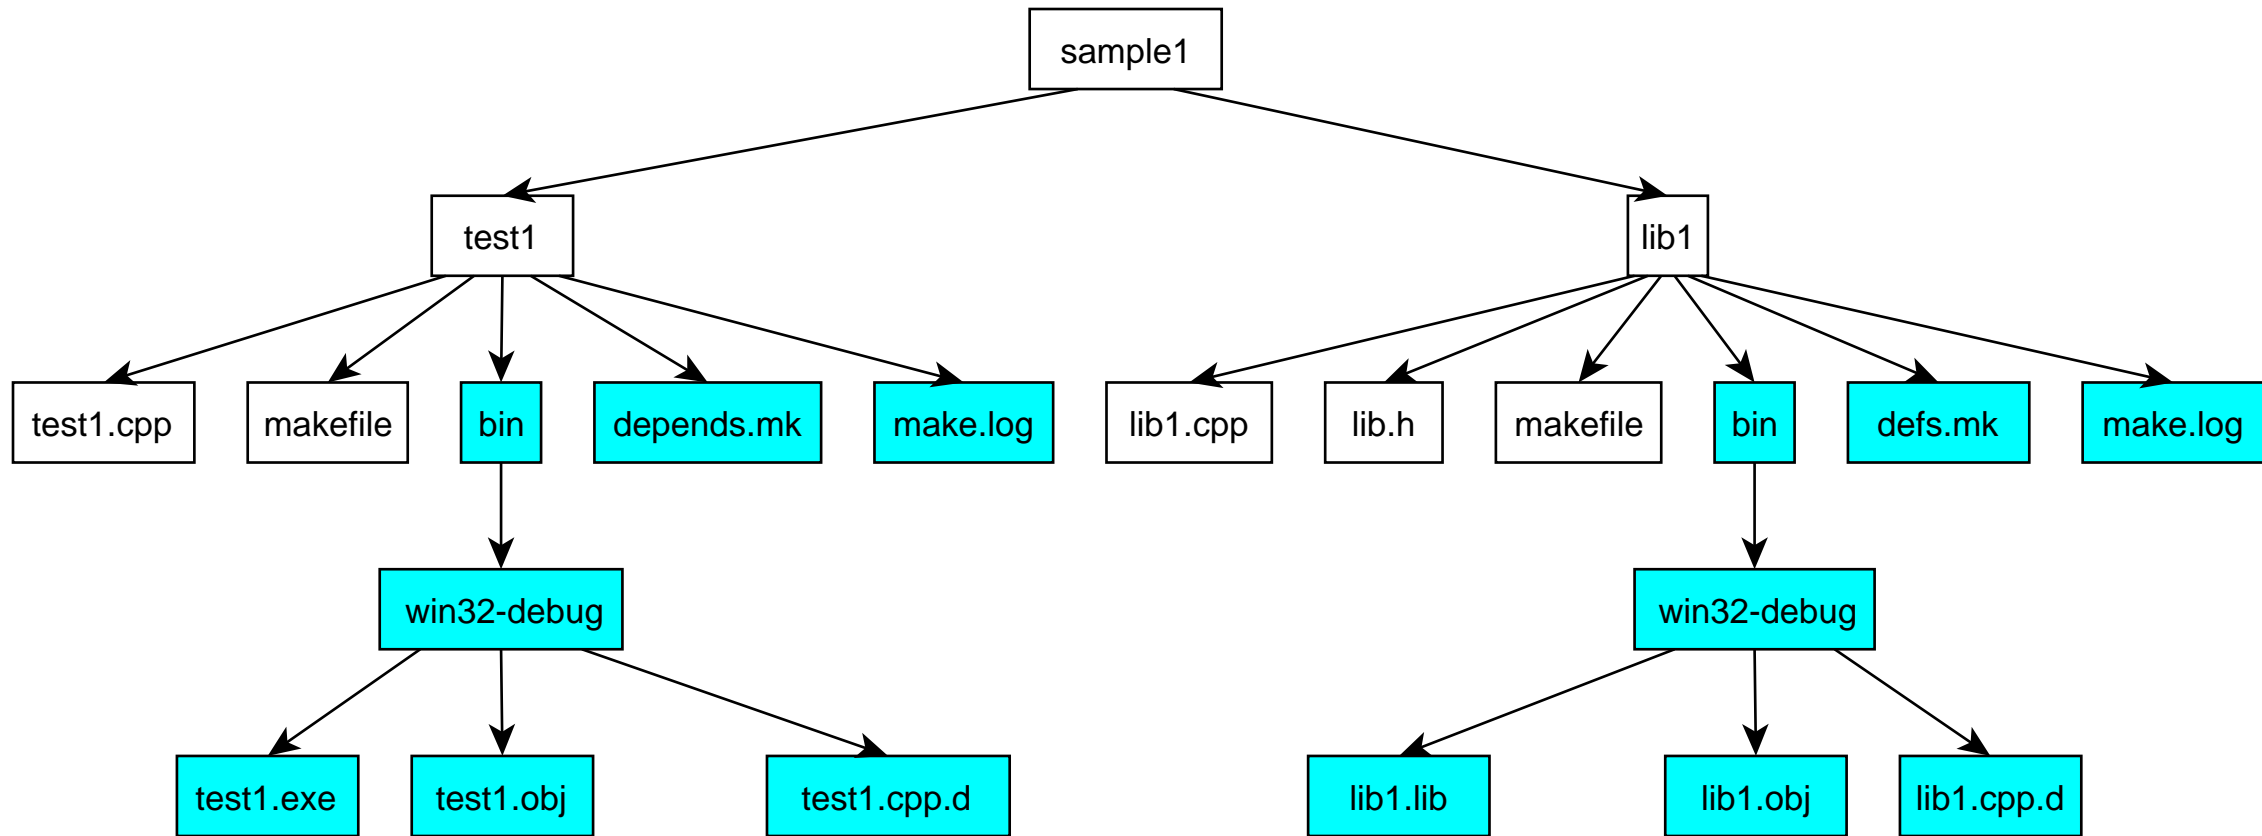 sample1
test1
lib1
test1.cpp
makefile
bin
depends.mk
make.log
lib1.cpp
lib.h
makefile
bin
defs.mk
make.log
win32-debug
win32-debug
test1.exe
test1.obj
test1.cpp.d
lib1.lib
lib1.obj
lib1.cpp.d